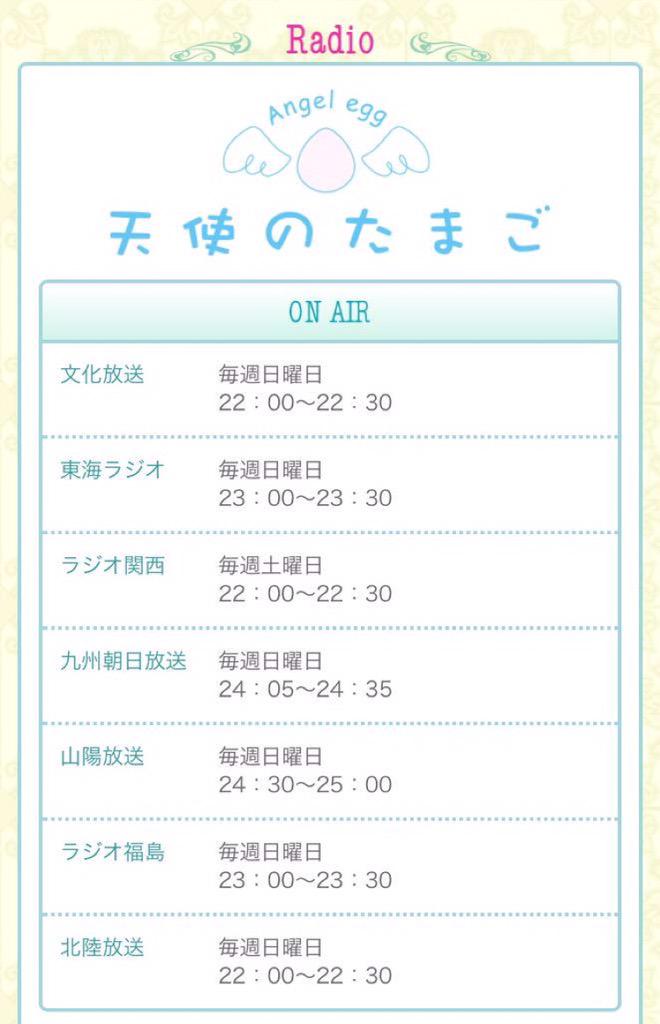 Radio
Angel egg
天使のたまご
ON AIR
文化放送
毎週日曜日
22：00〜22：30
東海ラジオ
毎週日曜日
23：00〜23：30
ラジオ関西
毎週土曜日
22：00〜22：30
九州朝日放送
毎週日曜日
24：05〜24：35
山陽放送
毎週日曜日
24：30〜25：00
ラジオ福島
毎週日曜日
23：00〜23：30
北陸放送
毎週日曜日
22：00〜22：30